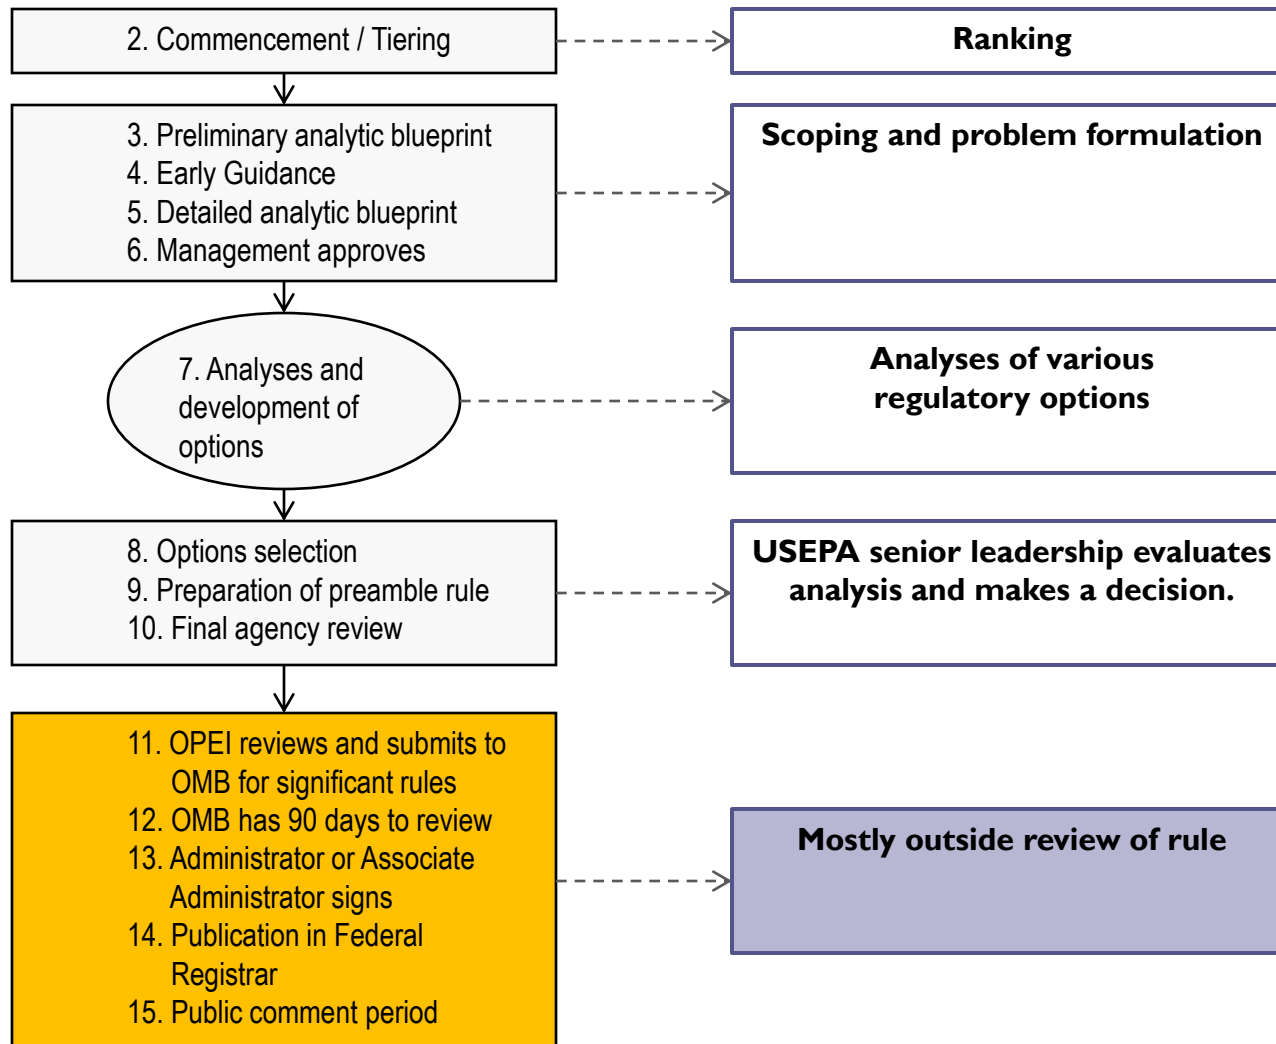 2. Commencement / Tiering
Ranking
3. Preliminary analytic blueprint
4. Early Guidance
5. Detailed analytic blueprint
6. Management approves
Scoping and problem formulation
7. Analyses and
development of
options
Analyses of various
regulatory options
8. Options selection
9. Preparation of preamble rule
10. Final agency review
USEPA senior leadership evaluates
analysis and makes a decision.
11. OPEI reviews and submits to
OMB for significant rules
12. OMB has 90 days to review
13. Administrator or Associate
Administrator signs
14. Publication in Federal
Registrar
15. Public comment period
Mostly outside review of rule